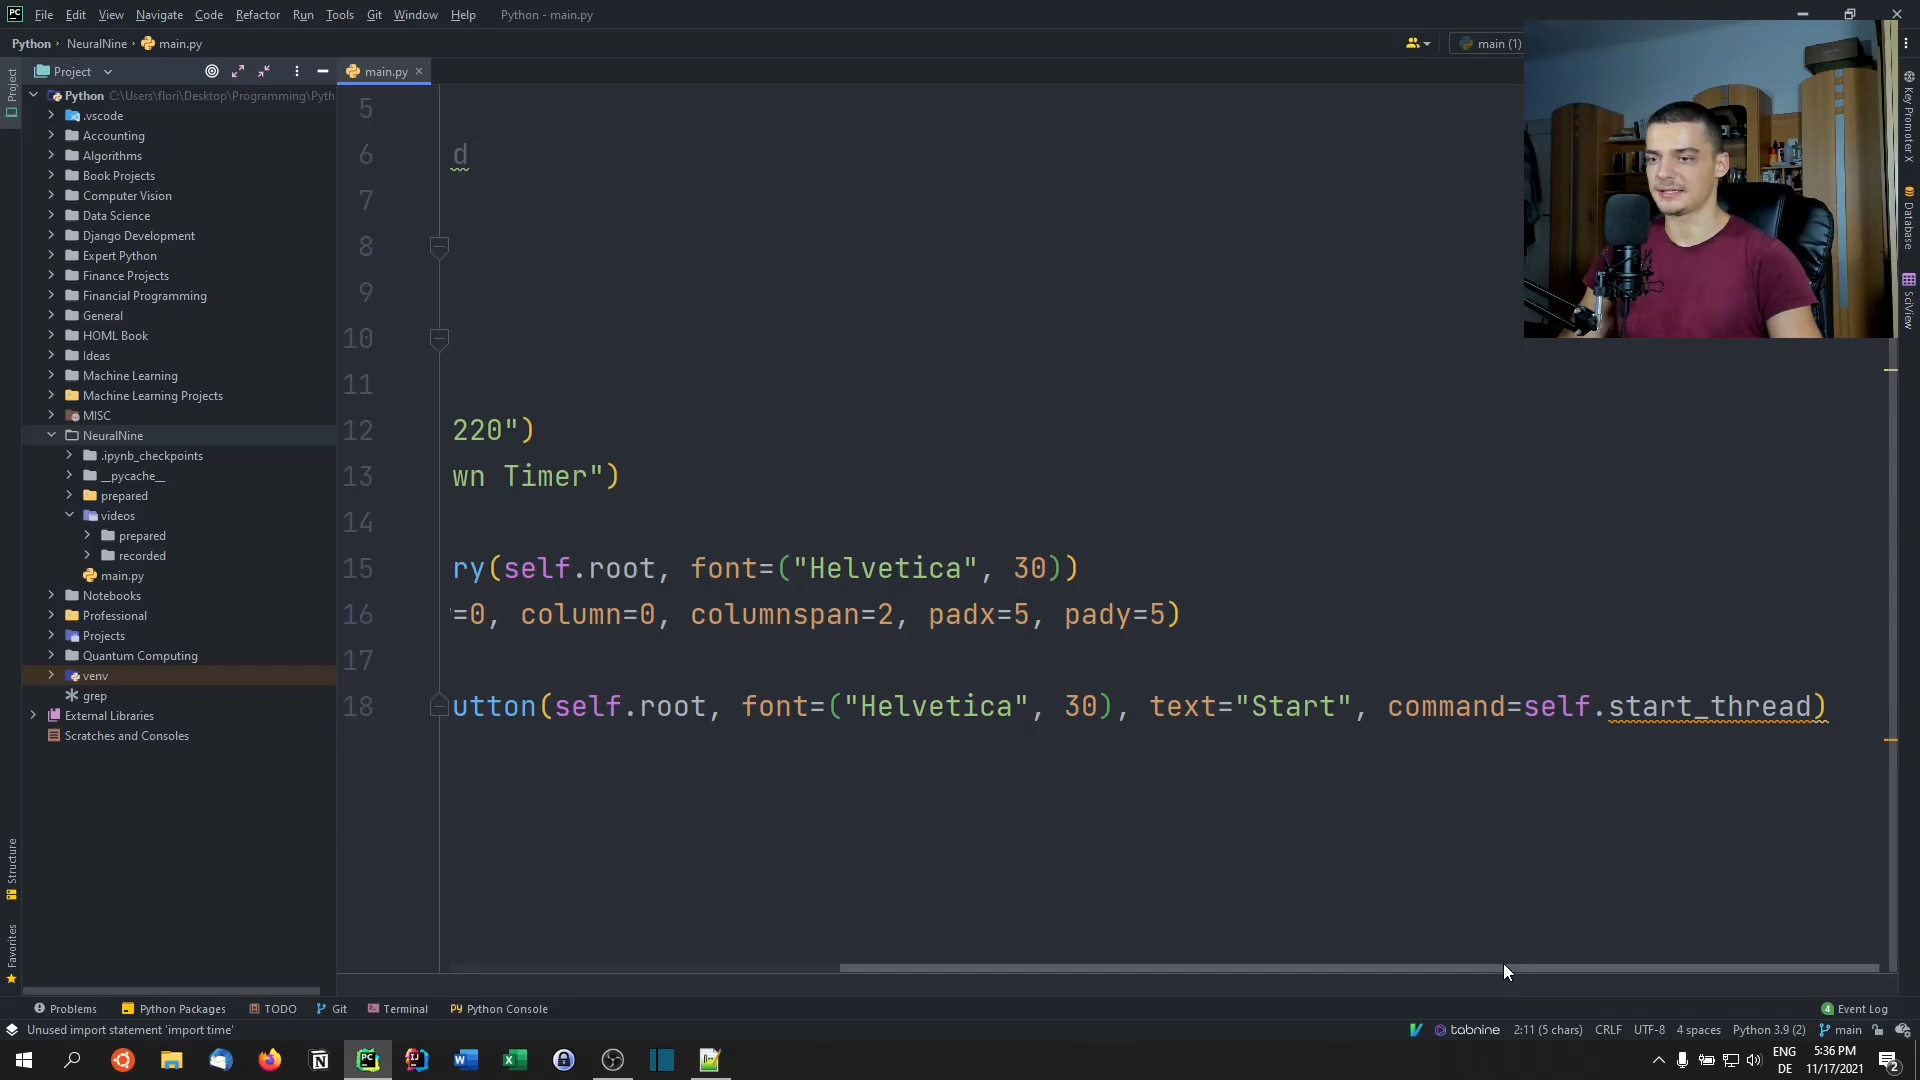 PC File Edit View Navigate Code Refactor Run Tools Git Window Help Python - main.py
Python › NeuralNine › main.py
main (1)
Project
main.py
Python C:\Users\flori\Desktop\Programming\Pyth
.vscode
Accounting
Algorithms
Book Projects
Computer Vision
Data Science
Django Development
Expert Python
Finance Projects
Financial Programming
General
HOML Book
Ideas
Machine Learning
Machine Learning Projects
MISC
NeuralNine
.ipynb_checkpoints
__pycache__
prepared
videos
prepared
recorded
main.py
Notebooks
Professional
Projects
Quantum Computing
venv
grep
External Libraries
Scratches and Consoles
5
6 d
7
8
9
10
11
12 220")
13 wn Timer")
14
15 ry(self.root, font=("Helvetica", 30))
16 =0, column=0, columnspan=2, padx=5, pady=5)
17
18 utton(self.root, font=("Helvetica", 30), text="Start", command=self.start_thread)
Project
Structure
Favorites
Key Promoter X
Database
SciView
Problems Python Packages TODO Git Terminal Python Console
4 Event Log
Unused import statement 'import time'
tabnine 2:11 (5 chars) CRLF UTF-8 4 spaces Python 3.9 (2) main
ENG
DE
5:36 PM
11/17/2021
2